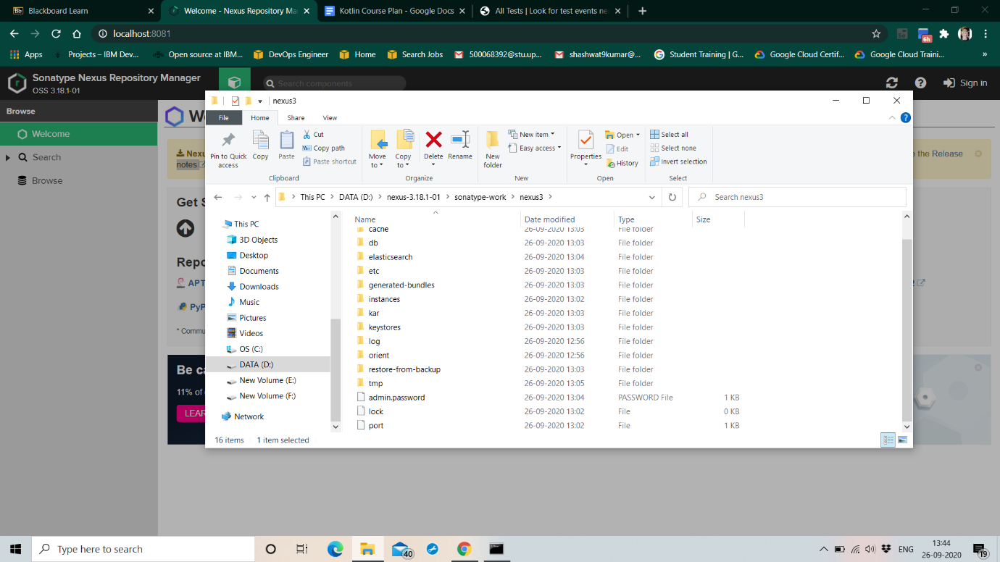 Blackboard Learn
Welcome - Nexus Repository Ma
Kotlin Course Plan - Google Docs
All Tests | Look for test events ne
localhost:8081
6h
Apps
Projects – IBM Dev...
Open source at IBM...
DevOps Engineer
Home
Search Jobs
500068392@stu.up...
shashwat9kumar@...
Student Training | G...
Google Cloud Certif...
Google Cloud Traini...
»
Sonatype Nexus Repository Manager
OSS 3.18.1-01
Search components
Sign in
Browse
Welcome
Search
Browse
notes
the Release
Get S
APT
PyP
* Commu
Be ca
11% of
LEAR
nexus3
File
Home
Share
View
Pin to Quick access
Copy
Paste
Cut
Copy path
Paste shortcut
Clipboard
Move to
Copy to
Delete
Rename
Organize
New folder
New item
Easy access
New
Properties
Open
Edit
History
Open
Select all
Select none
Invert selection
Select
This PC > DATA (D:) > nexus-3.18.1-01 > sonatype-work > nexus3 >
Search nexus3
This PC
3D Objects
Desktop
Documents
Downloads
Music
Pictures
Videos
OS (C:)
DATA (D:)
New Volume (E:)
New Volume (F:)
Network
Name Date modified Type Size
cache 26-09-2020 13:03 File folder
db 26-09-2020 13:03 File folder
elasticsearch 26-09-2020 13:04 File folder
etc 26-09-2020 13:03 File folder
generated-bundles 26-09-2020 13:03 File folder
instances 26-09-2020 13:02 File folder
kar 26-09-2020 13:03 File folder
keystores 26-09-2020 13:03 File folder
log 26-09-2020 12:56 File folder
orient 26-09-2020 12:56 File folder
restore-from-backup 26-09-2020 13:03 File folder
tmp 26-09-2020 13:05 File folder
admin.password 26-09-2020 13:04 PASSWORD File 1 KB
lock 26-09-2020 13:02 File 0 KB
port 26-09-2020 13:02 File 1 KB
16 items 1 item selected
Type here to search
40
ENG
13:44
26-09-2020
19